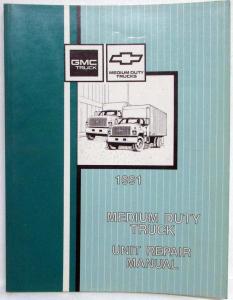 GMC
TRUCK
MEDIUM DUTY
TRUCKS
1991
MEDIUM DUTY
TRUCK
UNIT REPAIR
MANUAL